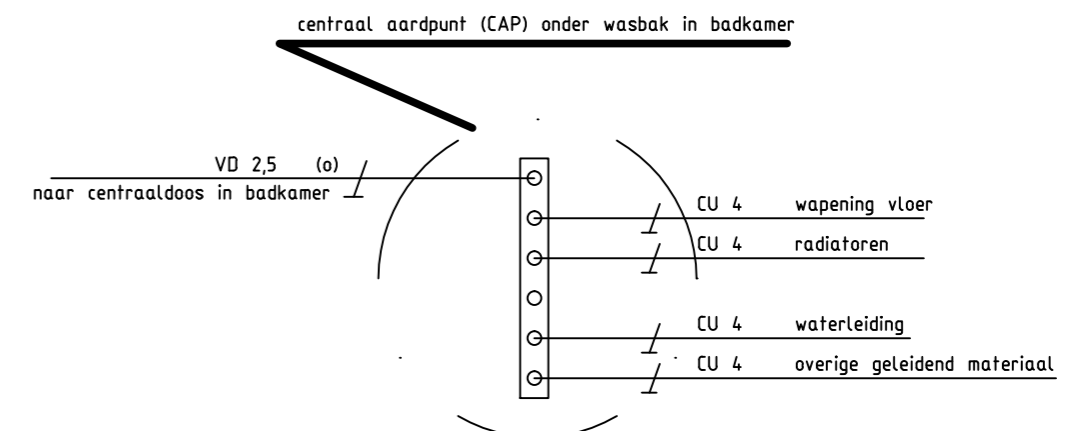 centraal aardpunt (CAP) onder wasbak in badkamer
VD 2,5 (o)
naar centraaldoos in badkamer
CU 4 wapening vloer
CU 4 radiatoren
CU 4 waterleiding
CU 4 overige geleidend materiaal